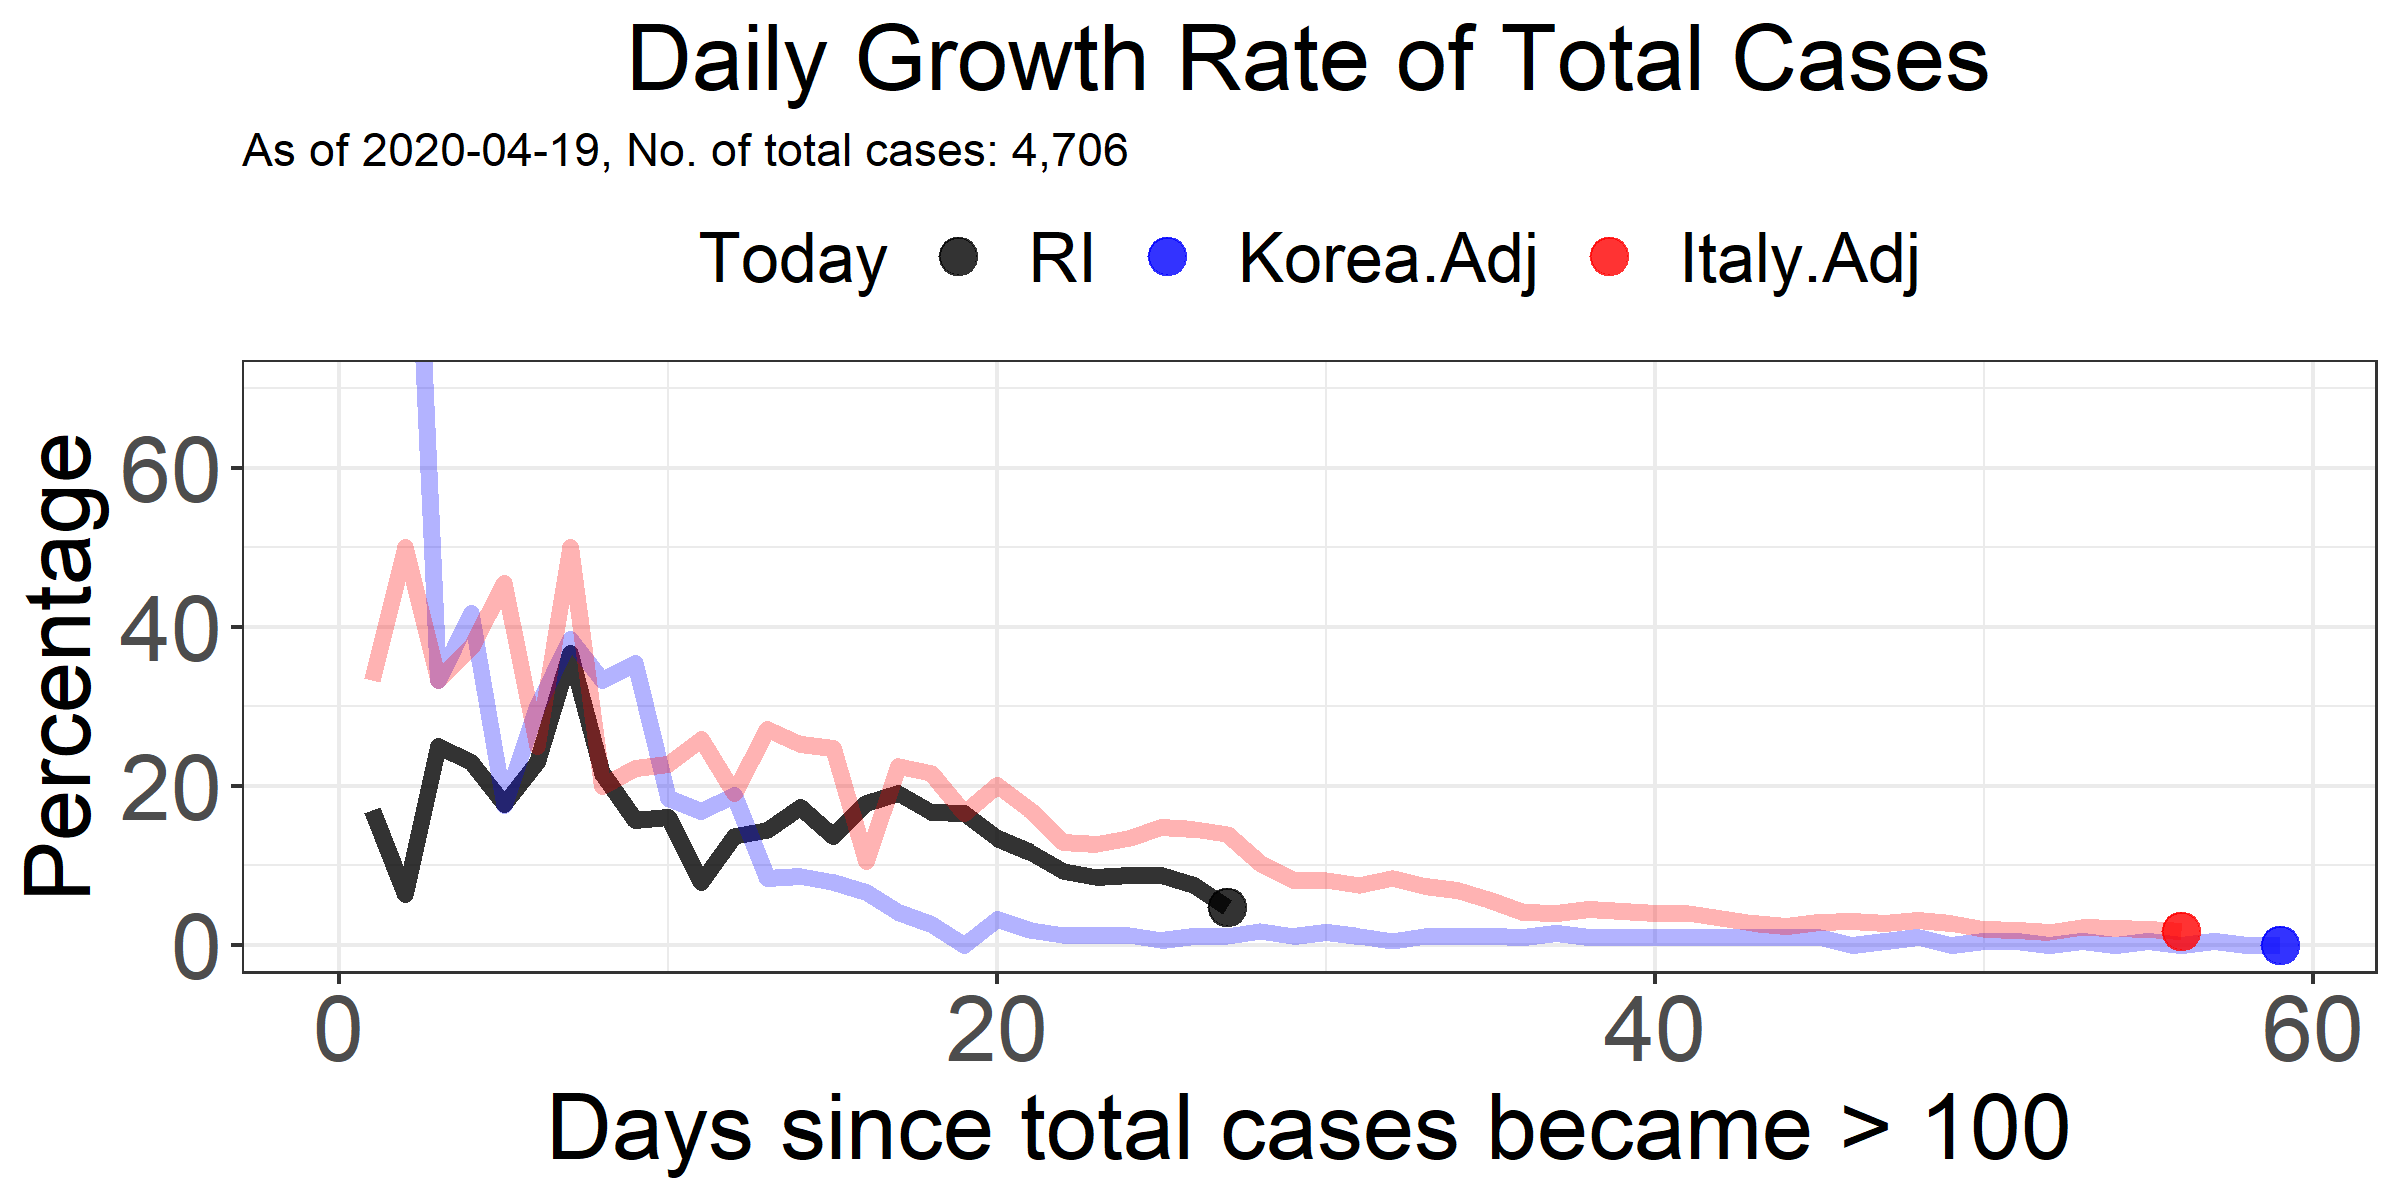 Daily Growth Rate of Total Cases
As of 2020-04-19, No. of total cases: 4,706
Today RI Korea.Adj Italy.Adj
Percentage
60
40
20
0
0 20 40 60
Days since total cases became > 100